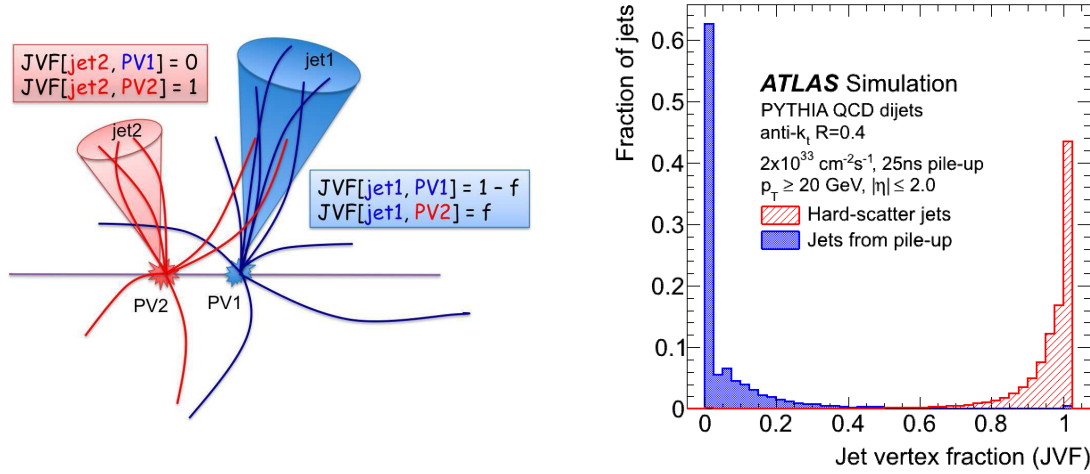 JVF[jet2, PV1] = 0
JVF[jet2, PV2] = 1
jet1
jet2
JVF[jet1, PV1] = 1 - f
JVF[jet1, PV2] = f
PV2
PV1
Fraction of jets
0.6
0.5
0.4
0.3
0.2
0.1
0
ATLAS Simulation
PYTHIA QCD dijets
anti-kt R=0.4
2x10³³ cm⁻²s⁻¹, 25ns pile-up
pT ≥ 20 GeV, |η| ≤ 2.0
Hard-scatter jets
Jets from pile-up
0 0.2 0.4 0.6 0.8 1
Jet vertex fraction (JVF)